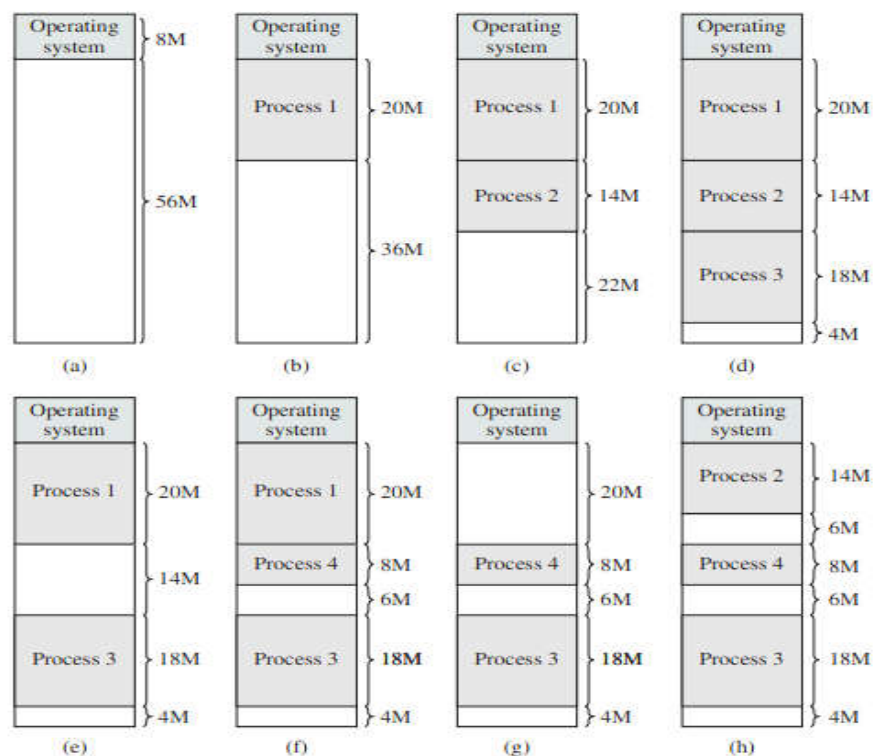 Operating
system
8M
56M
(a)
Operating
system
Process 1
20M
36M
(b)
Operating
system
Process 1
20M
Process 2
14M
22M
(c)
Operating
system
Process 1
20M
Process 2
14M
Process 3
18M
4M
(d)
Operating
system
Process 1
20M
14M
Process 3
18M
4M
(e)
Operating
system
Process 1
20M
Process 4
8M
6M
Process 3
18M
4M
(f)
Operating
system
20M
Process 4
8M
6M
Process 3
18M
4M
(g)
Operating
system
Process 2
14M
6M
Process 4
8M
6M
Process 3
18M
4M
(h)